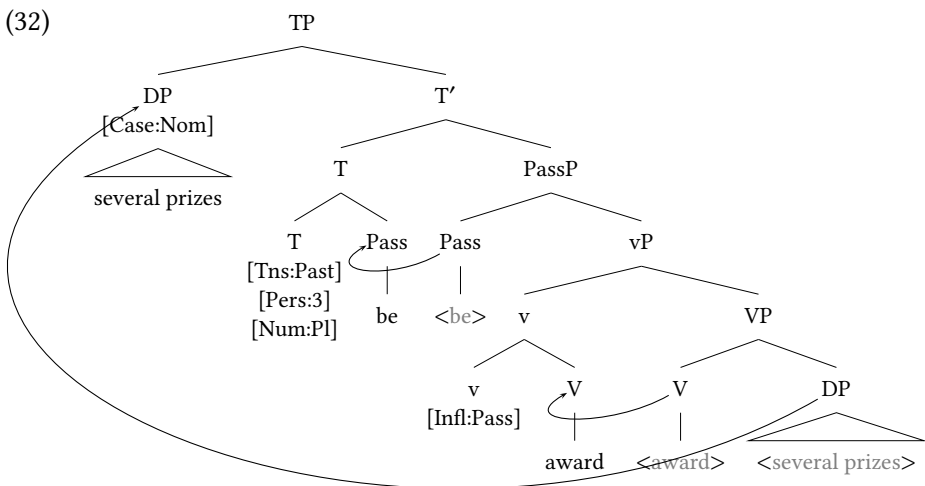 (32)
TP
DP T′
[Case:Nom]
T PassP
several prizes
T Pass Pass vP
[Tns:Past]
[Pers:3]
be <be> v VP
[Num:Pl]
v V V DP
[Infl:Pass]
award <award> <several prizes>